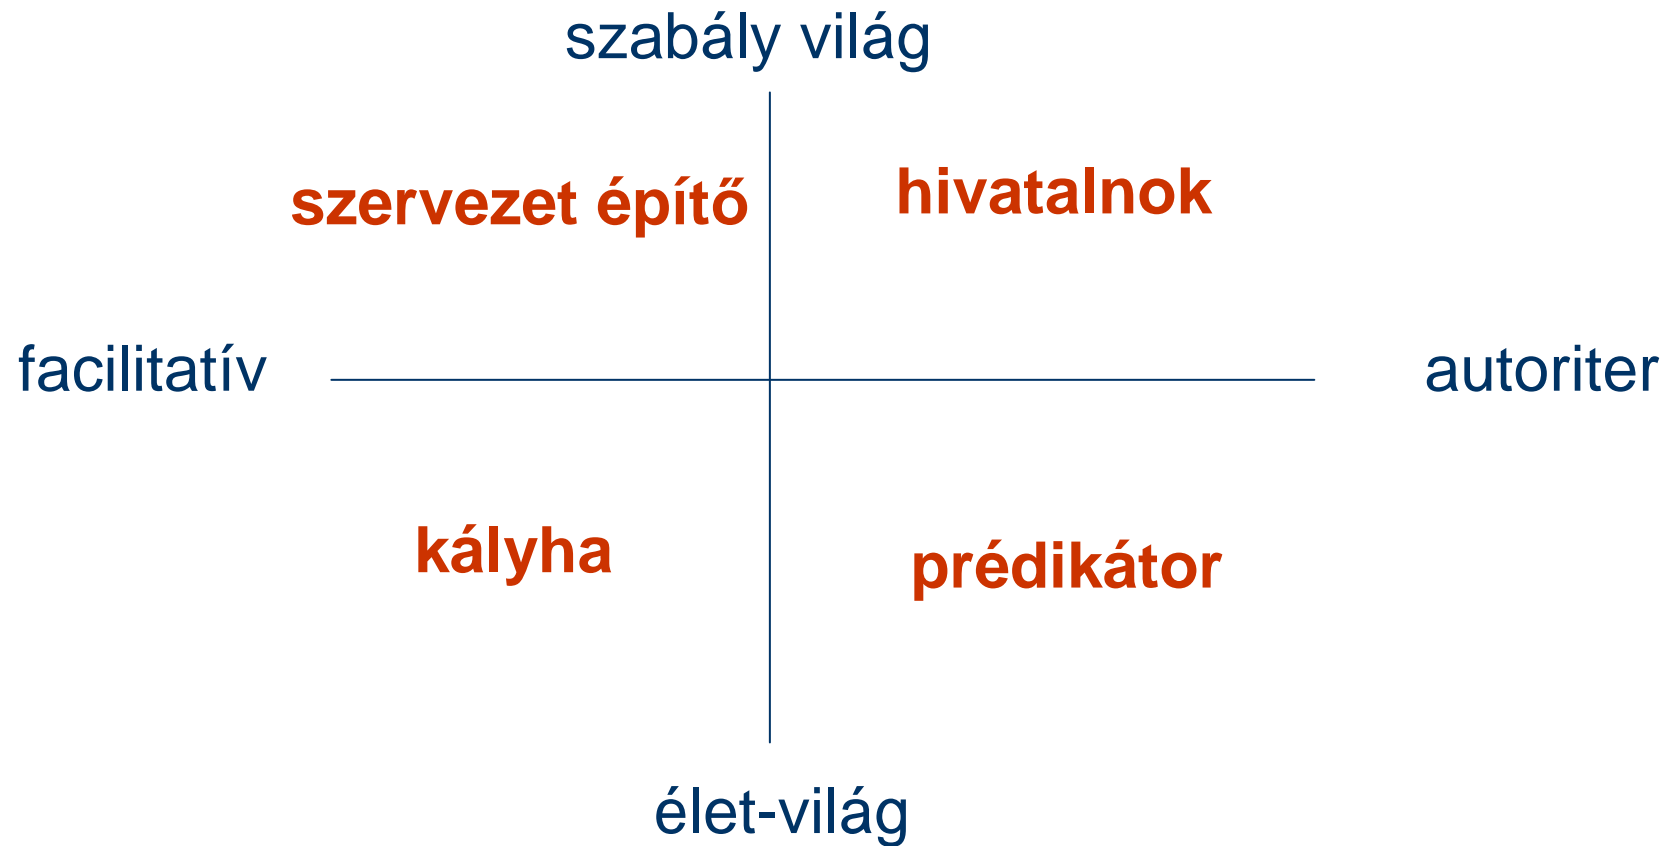 szabály világ
szervezet építő
hivatalnok
facilitatív
autoriter
kályha
prédikátor
élet-világ